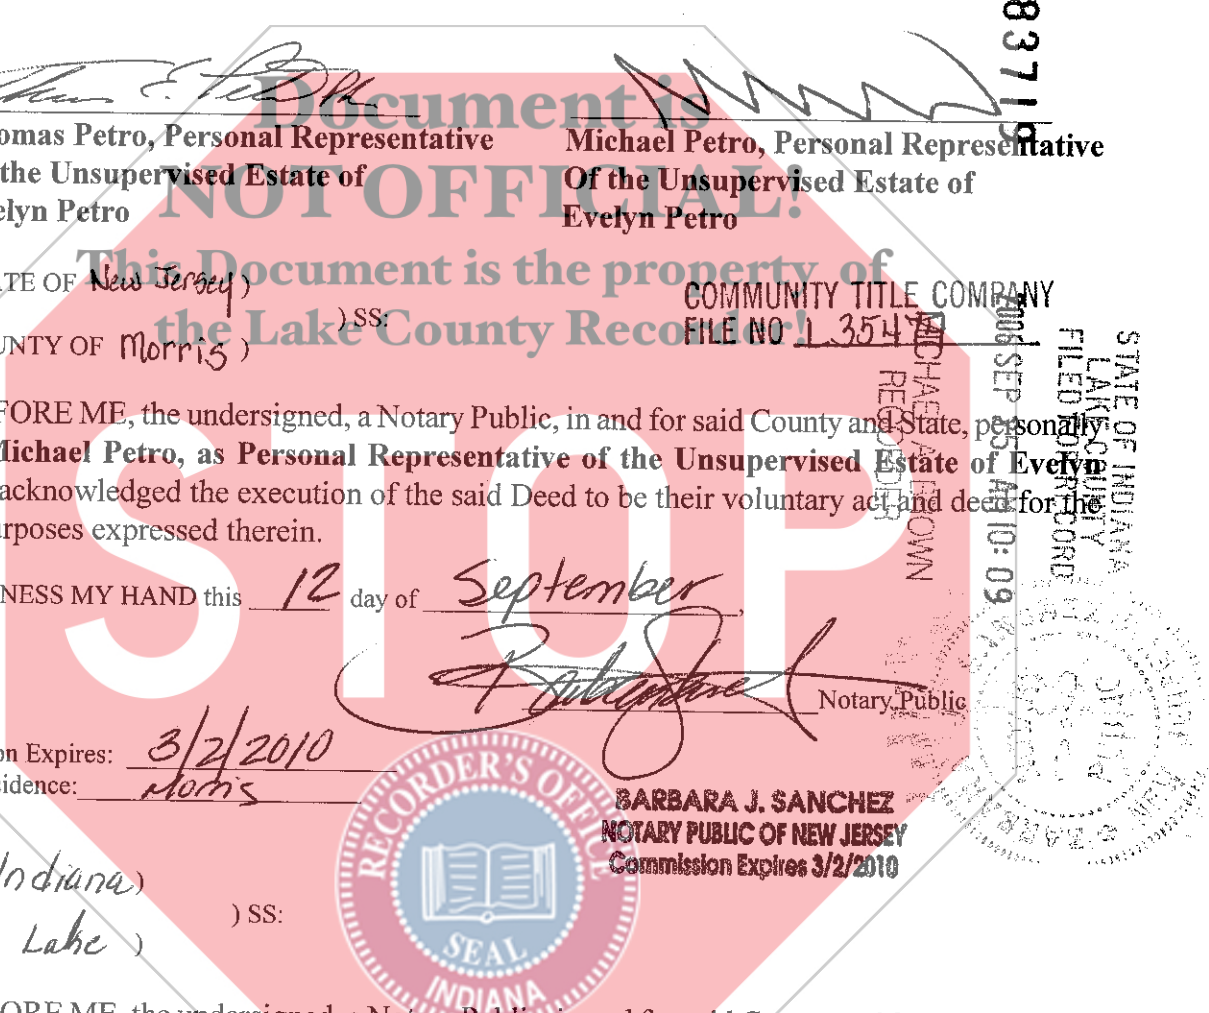 Document is
NOT OFFICIAL!
This Document is the property of
the Lake County Recorder!
STOP
omas Petro, Personal Representative
the Unsupervised Estate of
elyn Petro
Michael Petro, Personal Representative
Of the Unsupervised Estate of
Evelyn Petro
TE OF New Jersey )
) SS:
UNTY OF Morris )
COMMUNITY TITLE COMPANY
FILE NO L 3547
FORE ME, the undersigned, a Notary Public, in and for said County and State, personally
Michael Petro, as Personal Representative of the Unsupervised Estate of Evelyn
acknowledged the execution of the said Deed to be their voluntary act and deed for the
rposes expressed therein.
NESS MY HAND this 12 day of September,
Notary Public
on Expires: 3/2/2010
sidence: Morris
BARBARA J. SANCHEZ
NOTARY PUBLIC OF NEW JERSEY
Commission Expires 3/2/2010
Indiana )
) SS:
Lake )
RECORDER'S OFFICE
SEAL
INDIANA
STATE OF INDIANA
LAKE COUNTY
FILED FOR RECORD
2006 SEP 25 AM 10: 09
MICHAEL A. BROWN
RECORDER